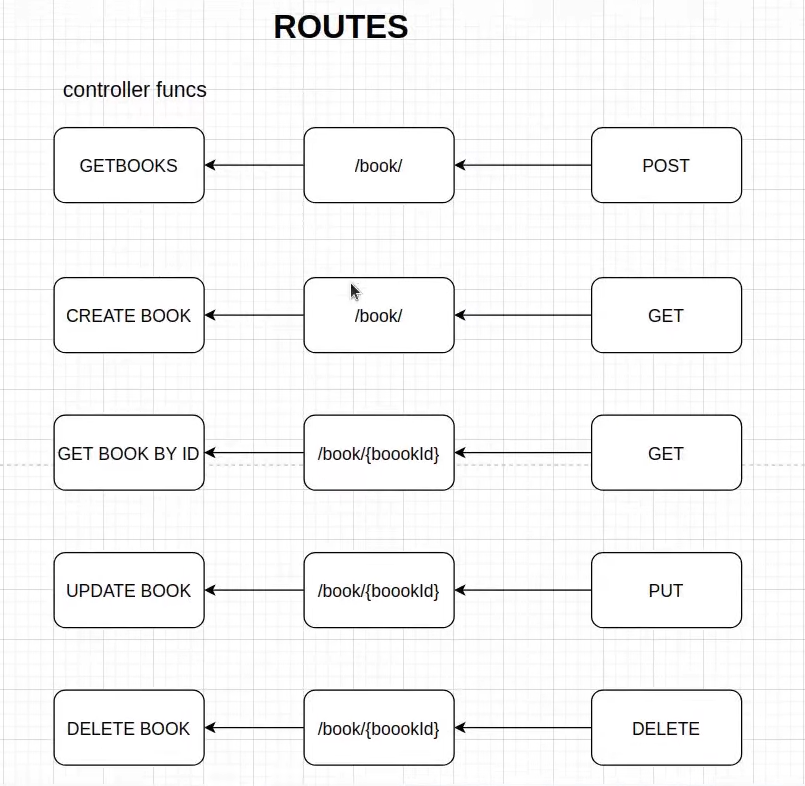 ROUTES
controller funcs
GETBOOKS
/book/
POST
CREATE BOOK
/book/
GET
GET BOOK BY ID
/book/{boookId}
GET
UPDATE BOOK
/book/{boookId}
PUT
DELETE BOOK
/book/{boookId}
DELETE